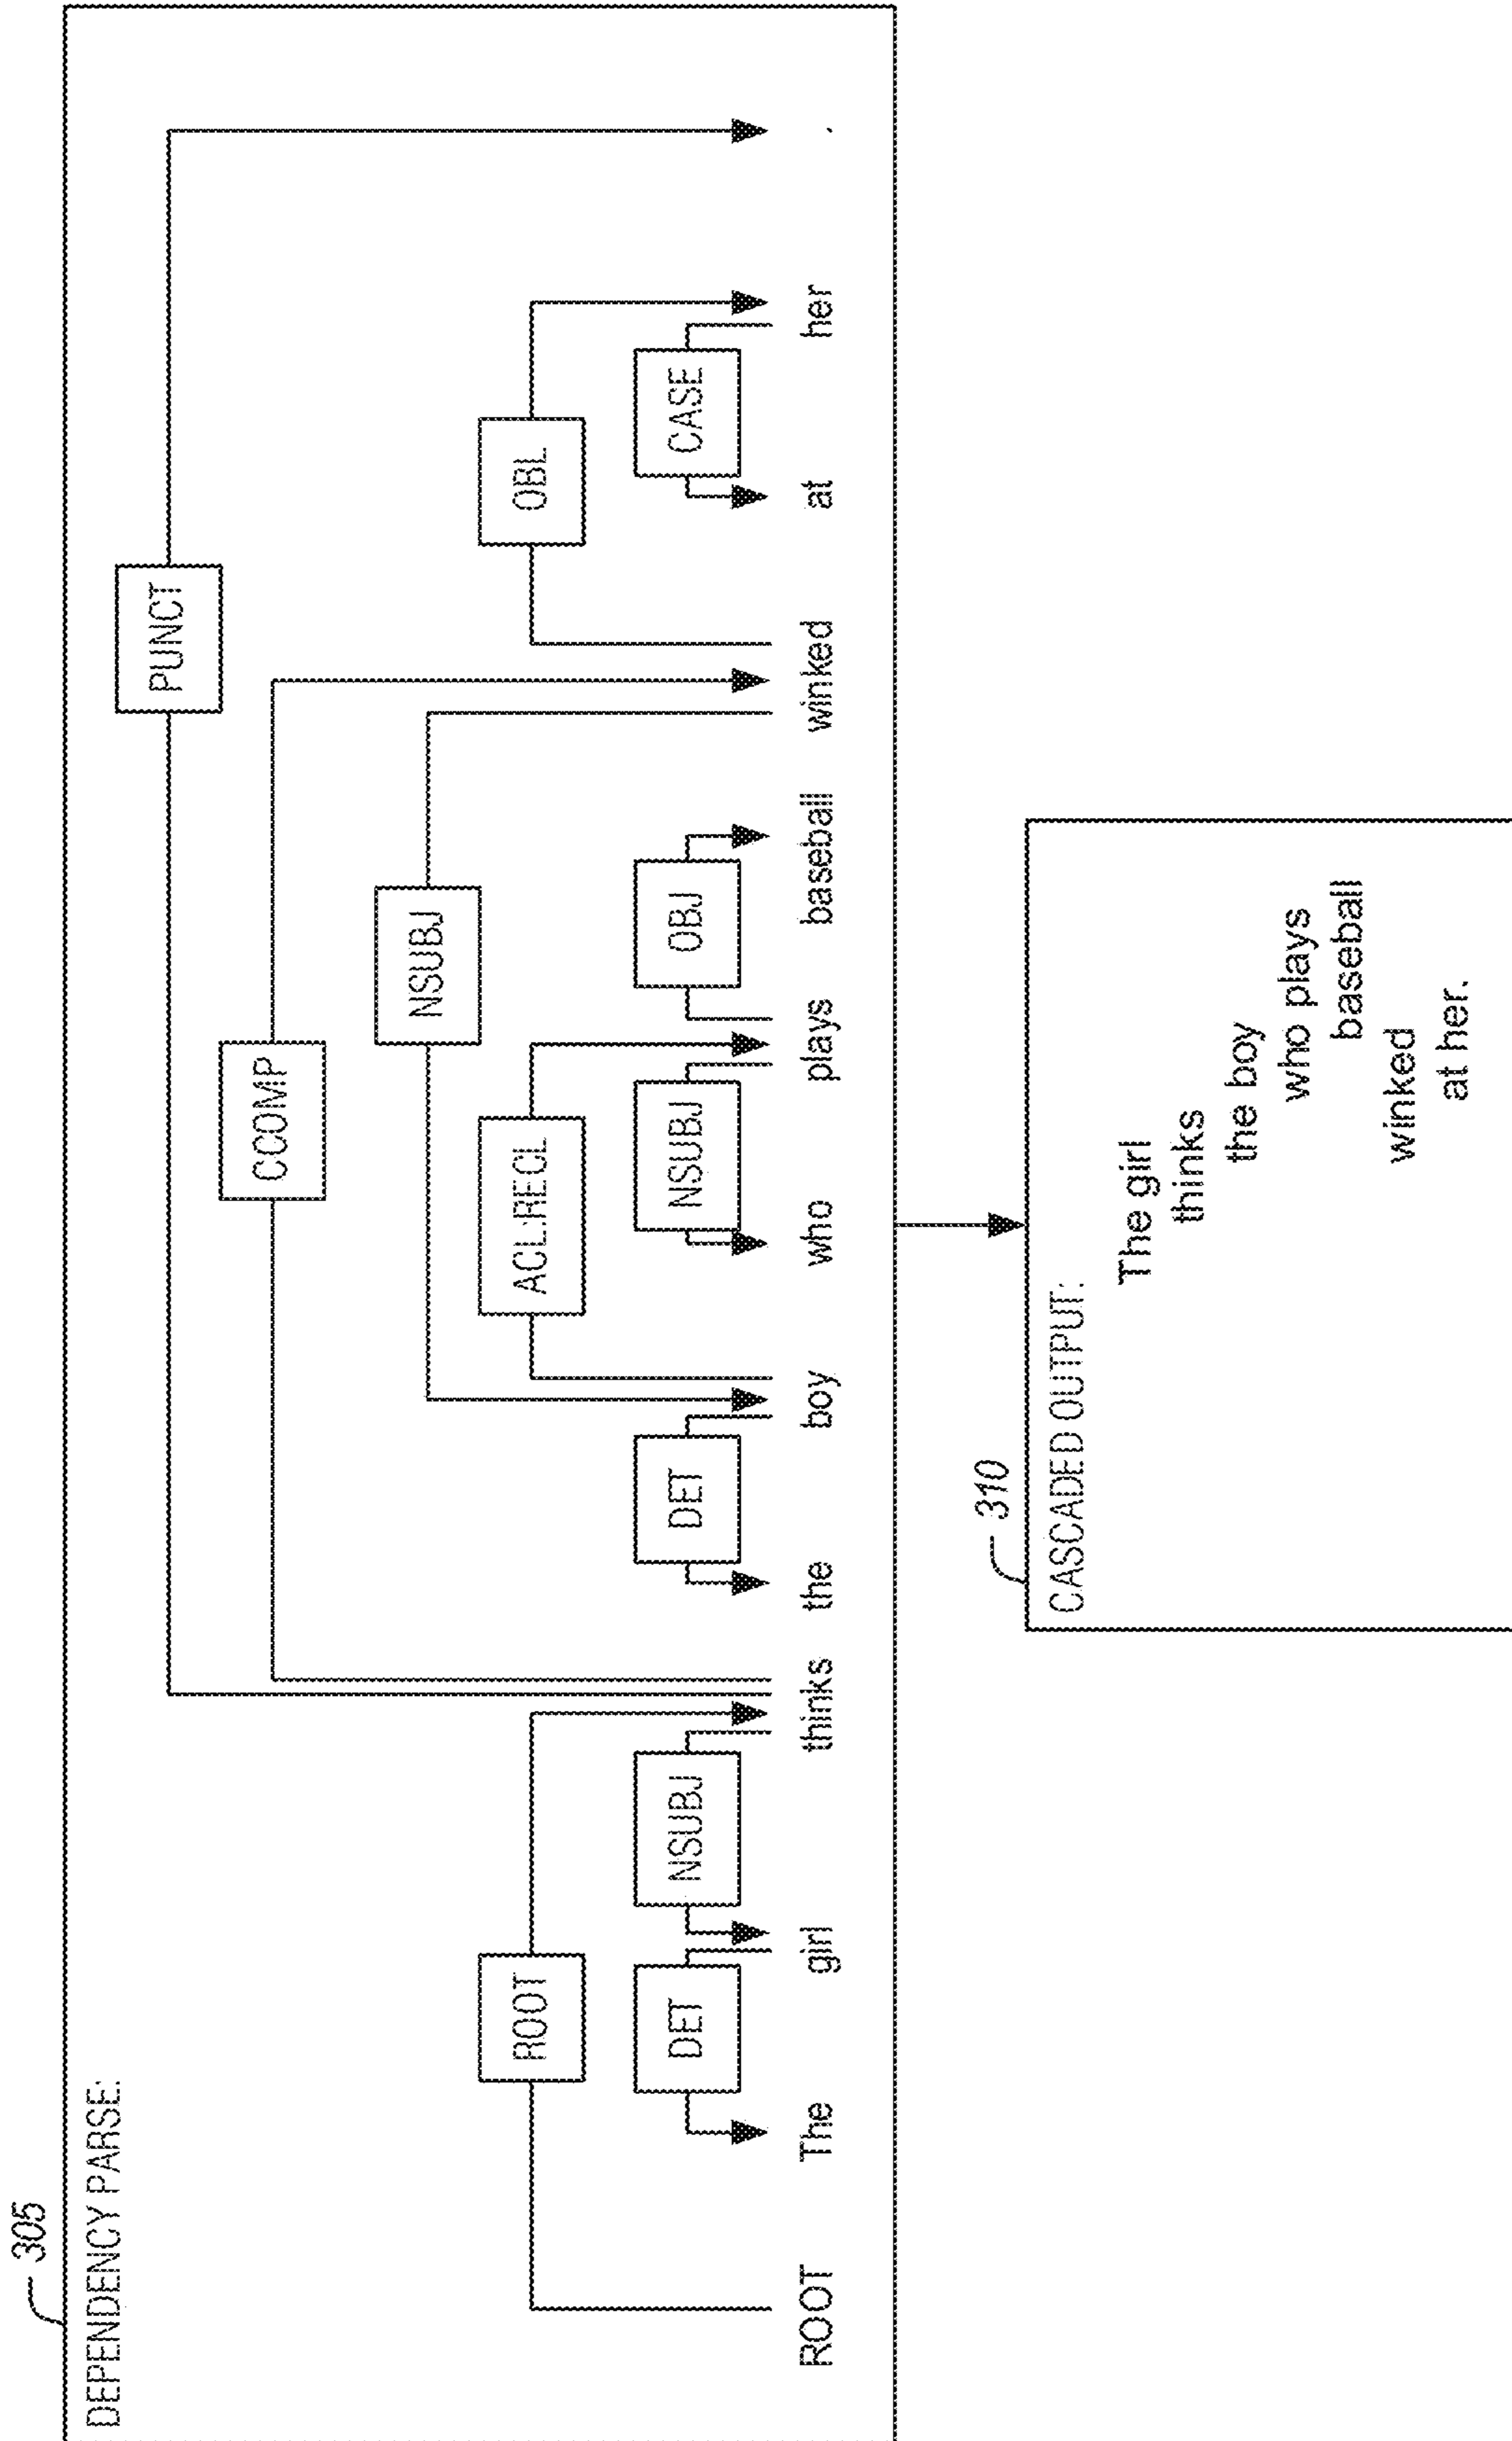 305
DEPENDENCY PARSE:
PUNCT
CCOMP
NSUBJ
ROOT ACL:RECL OBL
DET NSUBJ DET NSUBJ OBJ CASE
ROOT The girl thinks the boy who plays baseball winked at her .
310
CASCADED OUTPUT:
The girl
thinks
the boy
who plays
baseball
winked
at her.